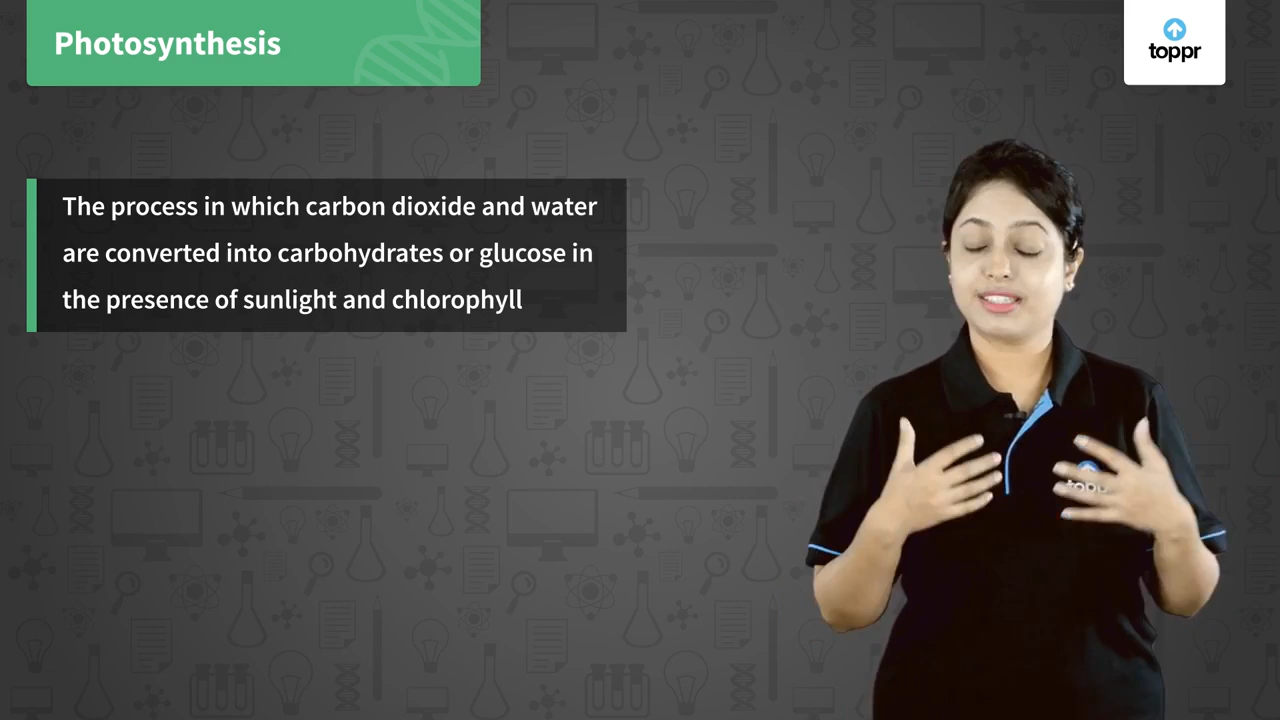 Photosynthesis
toppr
The process in which carbon dioxide and water
are converted into carbohydrates or glucose in
the presence of sunlight and chlorophyll